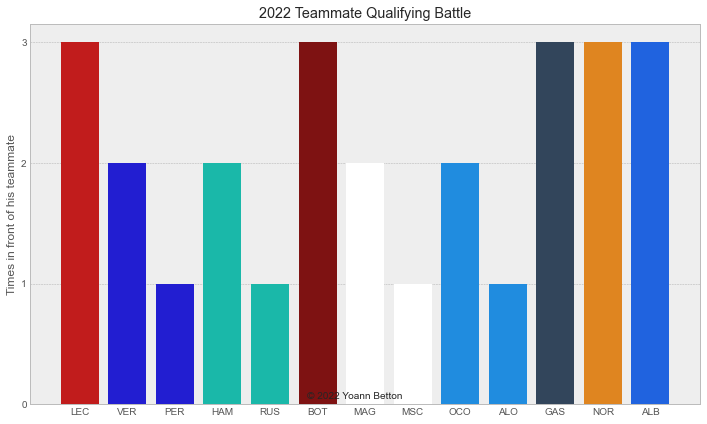 2022 Teammate Qualifying Battle
Times in front of his teammate
3
2
1
0
© 2022 Yoann Betton
LEC VER PER HAM RUS BOT MAG MSC OCO ALO GAS NOR ALB